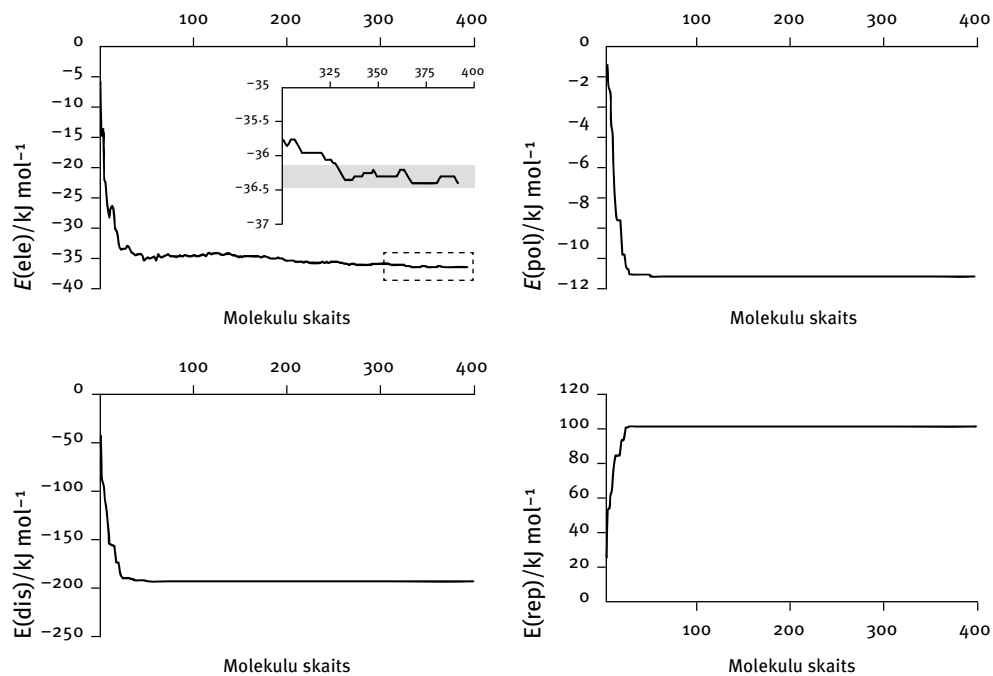 100 200 300 400
0
−5
−10
−15
−20
−25
−30
−35
−40
E(ele)/kJ mol−1
325 350 375 400
−35
−35.5
−36
−36.5
−37
Molekulu skaits
100 200 300 400
0
−2
−4
−6
−8
−10
−12
E(pol)/kJ mol−1
Molekulu skaits
100 200 300 400
0
−50
−100
−150
−200
−250
E(dis)/kJ mol−1
Molekulu skaits
120
100
80
60
40
20
0
E(rep)/kJ mol−1
100 200 300 400
Molekulu skaits